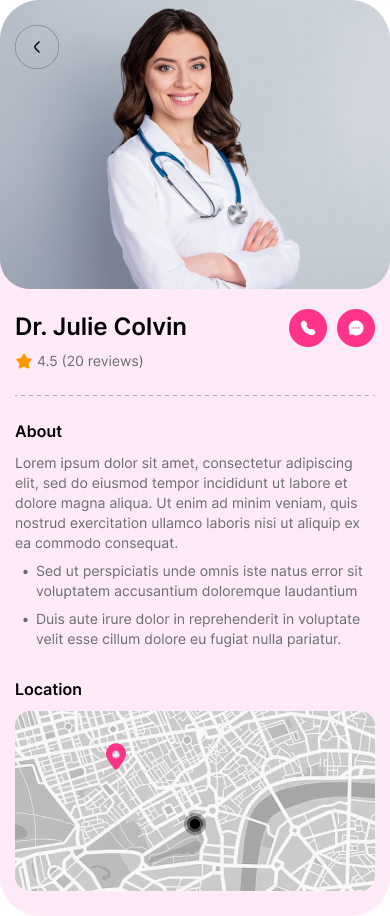 Dr. Julie Colvin
4.5 (20 reviews)
About
Lorem ipsum dolor sit amet, consectetur adipiscing
elit, sed do eiusmod tempor incididunt ut labore et
dolore magna aliqua. Ut enim ad minim veniam, quis
nostrud exercitation ullamco laboris nisi ut aliquip ex
ea commodo consequat.
• Sed ut perspiciatis unde omnis iste natus error sit
voluptatem accusantium doloremque laudantium
• Duis aute irure dolor in reprehenderit in voluptate
velit esse cillum dolore eu fugiat nulla pariatur.
Location